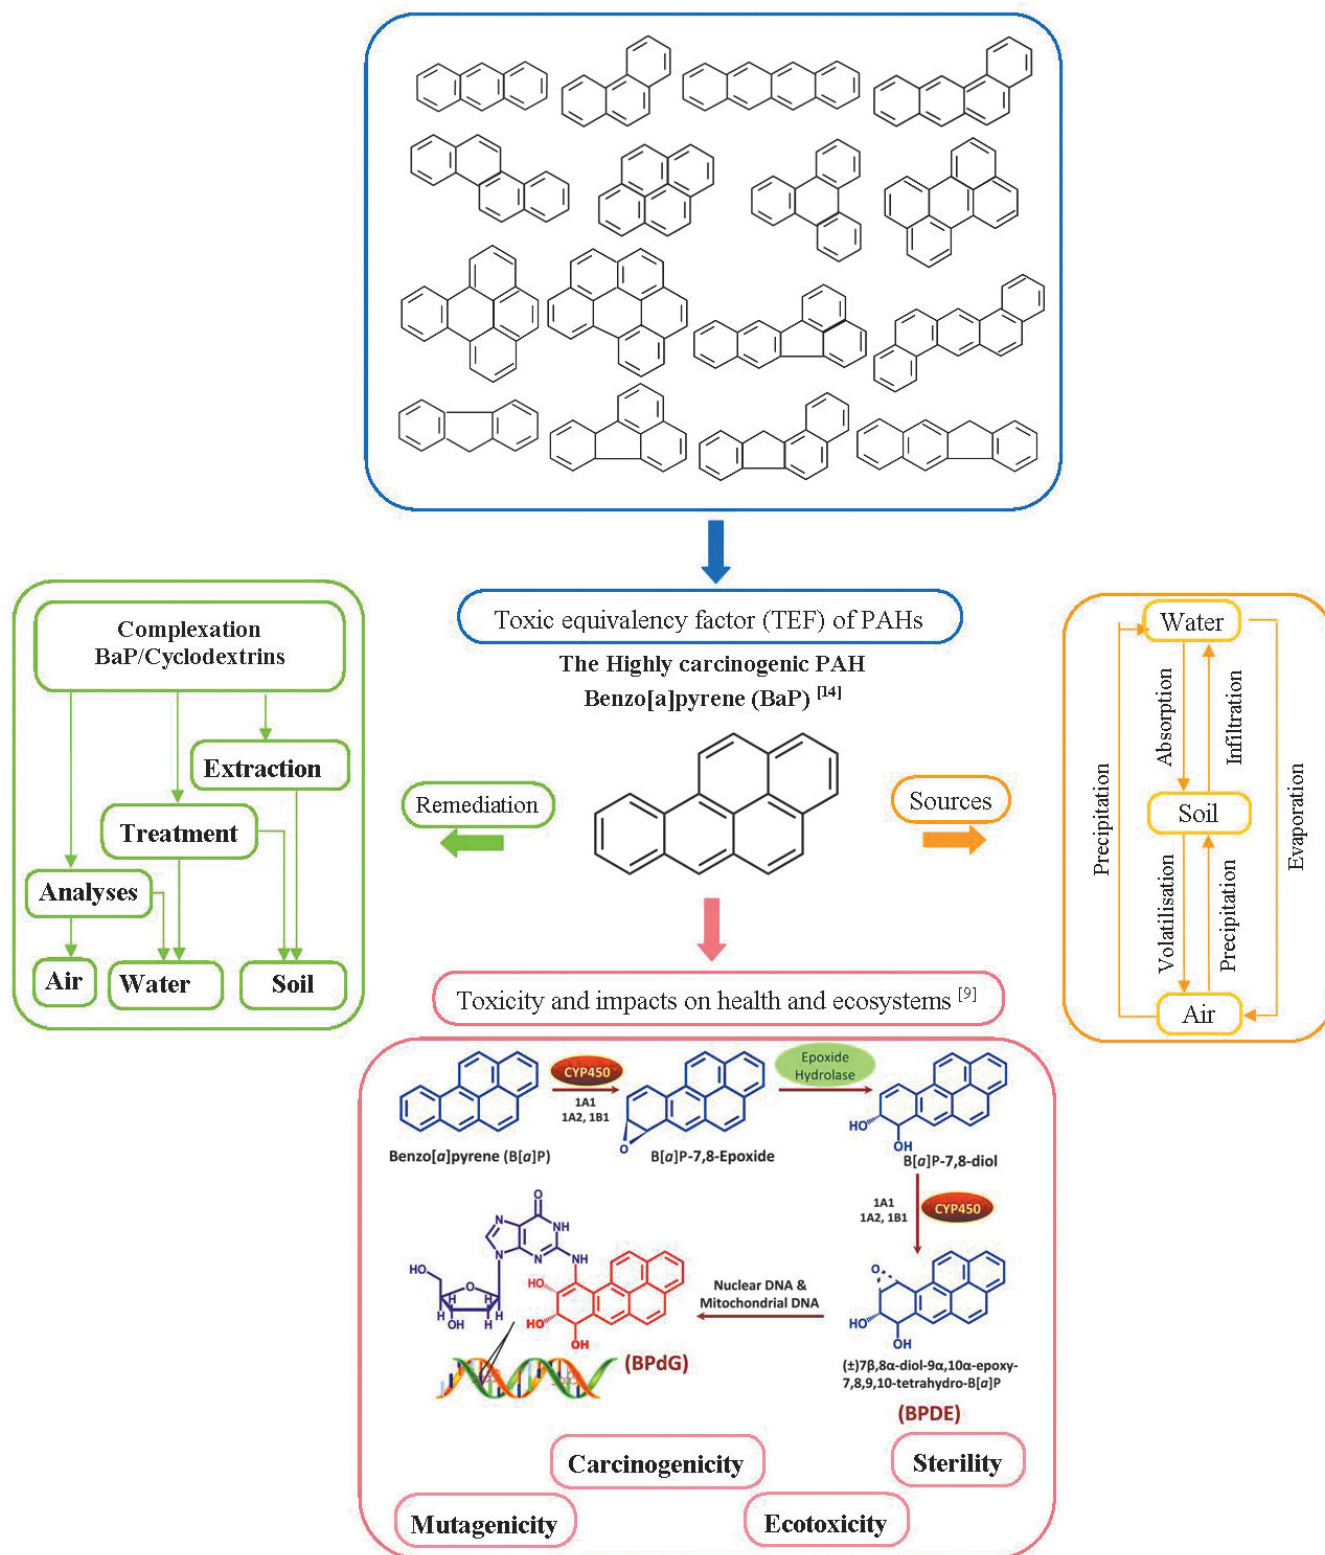 Toxic equivalency factor (TEF) of PAHs
The Highly carcinogenic PAH
Benzo[a]pyrene (BaP) [14]
Complexation
BaP/Cyclodextrins
Extraction
Treatment
Analyses
Air
Water
Soil
Remediation
Sources
Water
Absorption
Infiltration
Precipitation
Evaporation
Soil
Volatilisation
Precipitation
Air
Toxicity and impacts on health and ecosystems [9]
CYP450
1A1
1A2, 1B1
Epoxide
Hydrolase
O
HO
OH
Benzo[a]pyrene (B[a]P)
B[a]P-7,8-Epoxide
B[a]P-7,8-diol
1A1
1A2, 1B1
CYP450
O
N
NH
N
N
NH
HO
O
H
H
H
H
OH
HO
HO
OH
Nuclear DNA &
Mitochondrial DNA
O
HO
OH
(BPdG)
(±)7β,8α-diol-9α,10α-epoxy-
7,8,9,10-tetrahydro-B[a]P
(BPDE)
Carcinogenicity
Sterility
Mutagenicity
Ecotoxicity